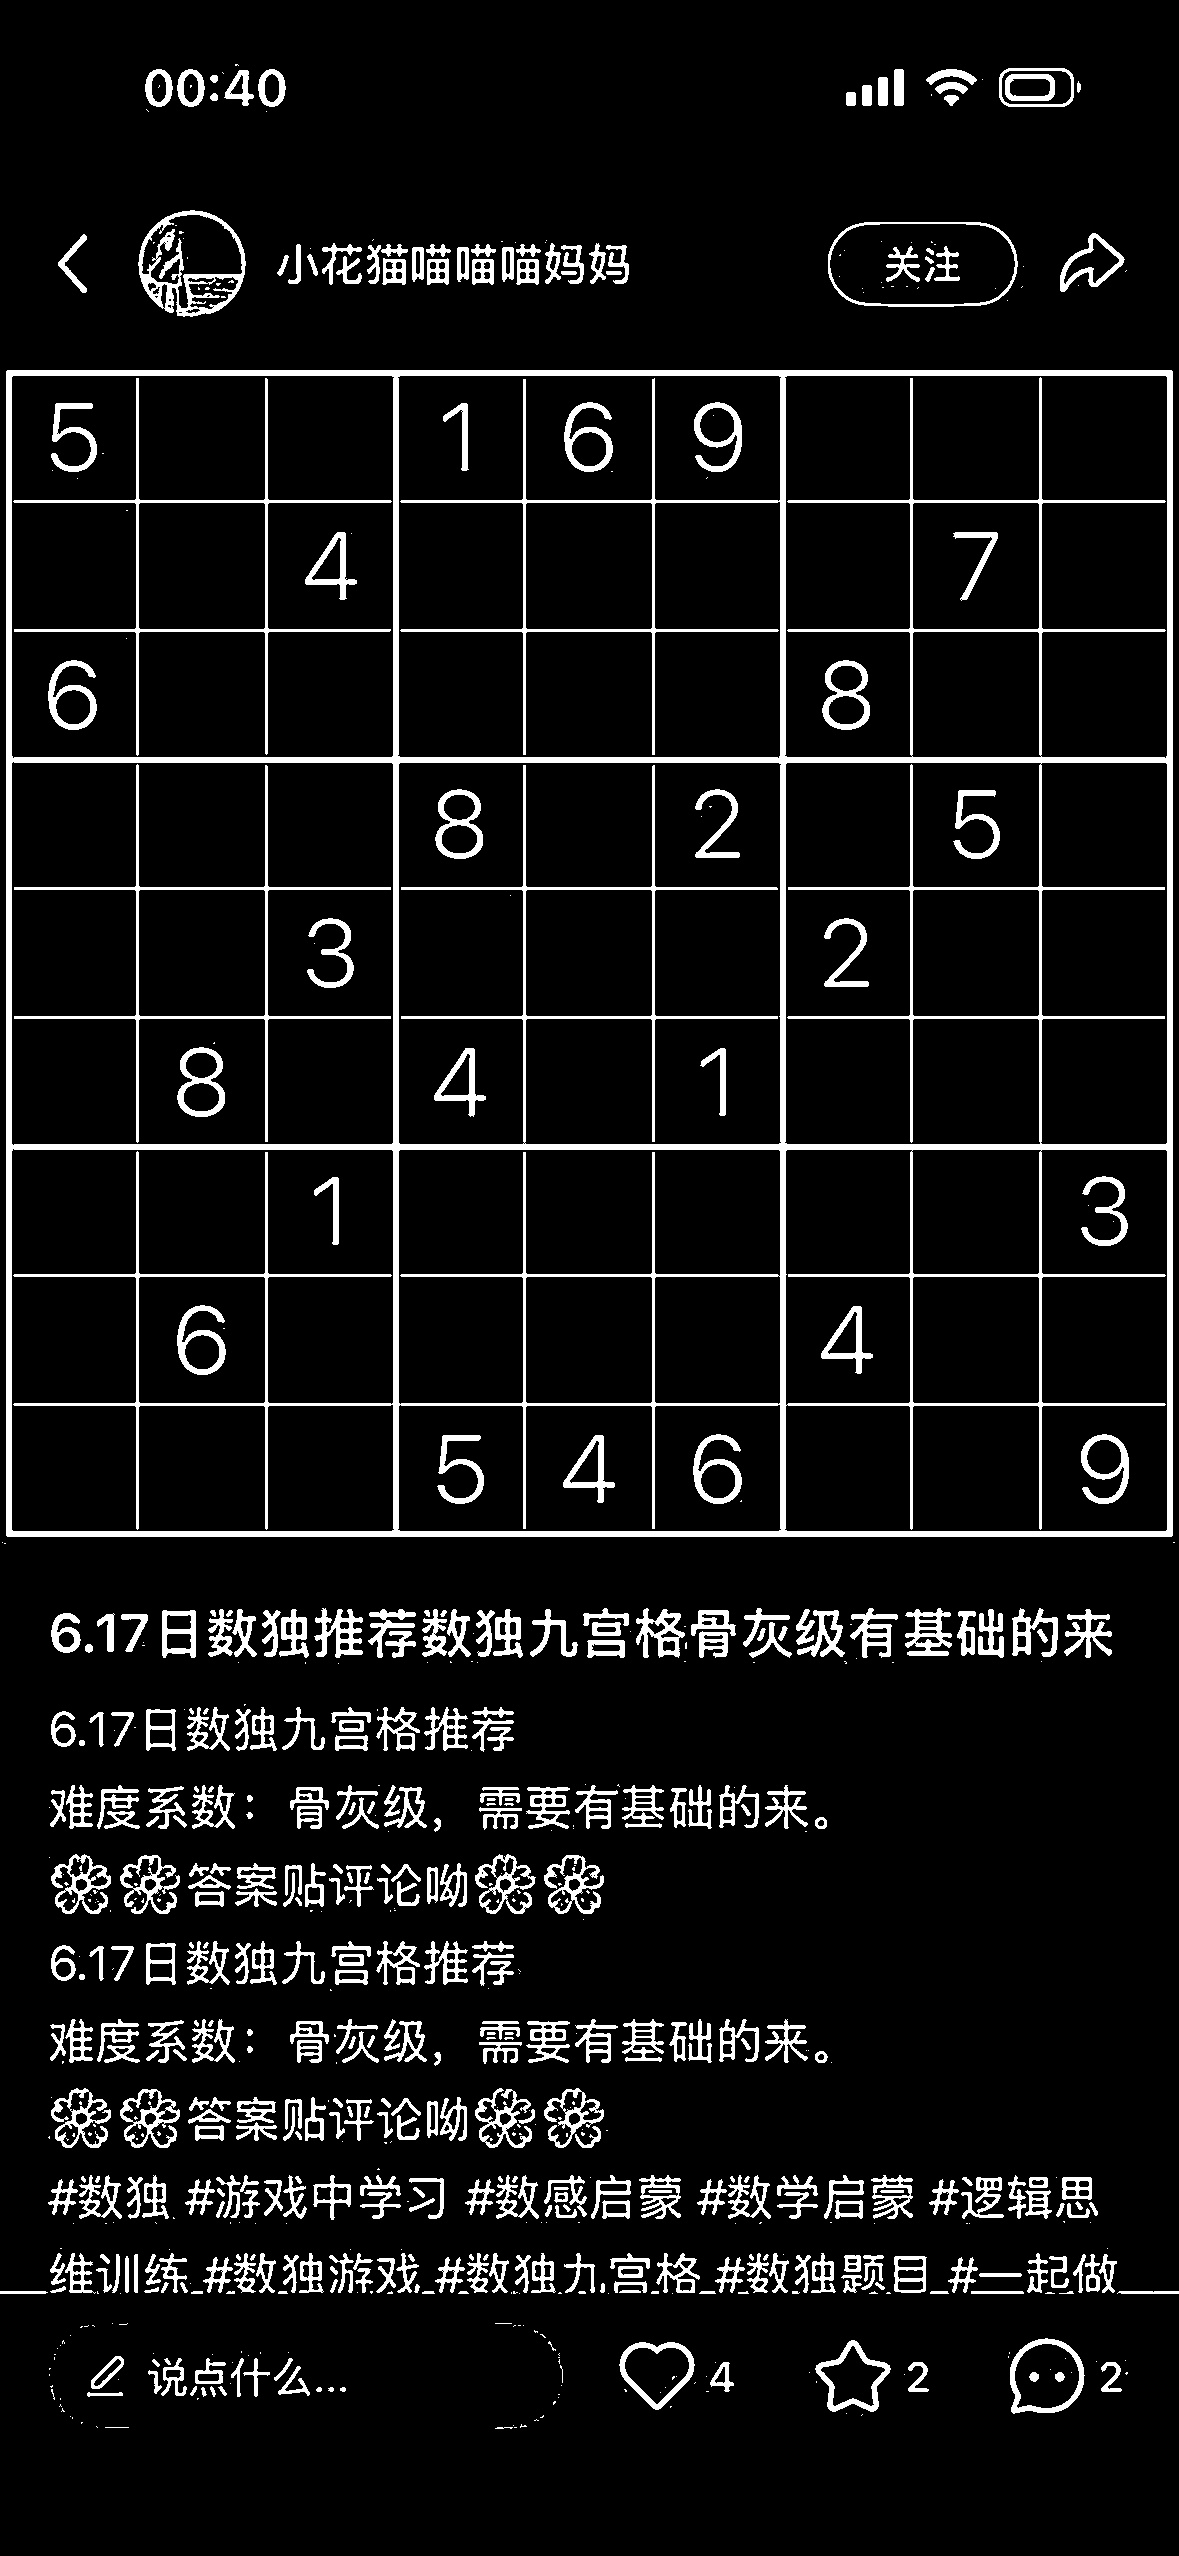 00:40
小花猫喵喵喵妈妈 关注
5 1 6 9
4 7
6 8
8 2 5
3 2
8 4 1
1 3
6 4
5 4 6 9
6.17日数独推荐数独九宫格骨灰级有基础的来
6.17日数独九宫格推荐
难度系数：骨灰级，需要有基础的来。
🌸🌸答案贴评论呦🌸🌸
6.17日数独九宫格推荐
难度系数：骨灰级，需要有基础的来。
🌸🌸答案贴评论呦🌸🌸
#数独 #游戏中学习 #数感启蒙 #数学启蒙 #逻辑思
维训练 #数独游戏 #数独九宫格 #数独题目 #一起做
说点什么... 4 2 2